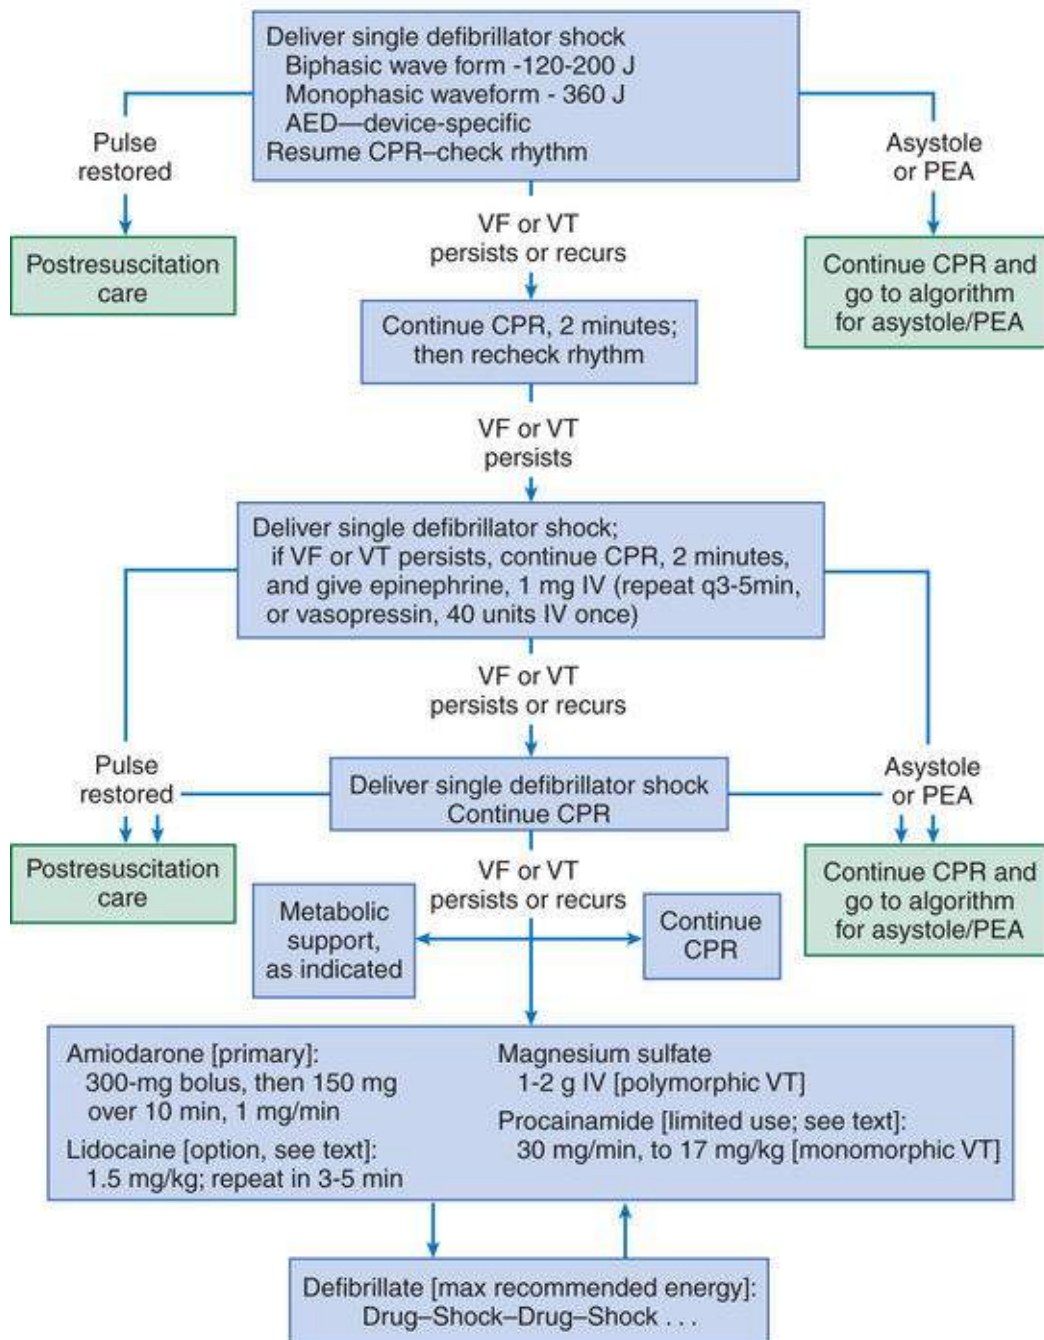 Deliver single defibrillator shock
Biphasic wave form -120-200 J
Monophasic waveform - 360 J
AED—device-specific
Resume CPR–check rhythm
Pulse
restored
Asystole
or PEA
VF or VT
persists or recurs
Postresuscitation
care
Continue CPR and
go to algorithm
for asystole/PEA
Continue CPR, 2 minutes;
then recheck rhythm
VF or VT
persists
Deliver single defibrillator shock;
if VF or VT persists, continue CPR, 2 minutes,
and give epinephrine, 1 mg IV (repeat q3-5min,
or vasopressin, 40 units IV once)
VF or VT
persists or recurs
Pulse
restored
Deliver single defibrillator shock
Continue CPR
Asystole
or PEA
Postresuscitation
care
VF or VT
persists or recurs
Continue CPR and
go to algorithm
for asystole/PEA
Metabolic
support,
as indicated
Continue
CPR
Amiodarone [primary]:
300-mg bolus, then 150 mg
over 10 min, 1 mg/min
Lidocaine [option, see text]:
1.5 mg/kg; repeat in 3-5 min
Magnesium sulfate
1-2 g IV [polymorphic VT]
Procainamide [limited use; see text]:
30 mg/min, to 17 mg/kg [monomorphic VT]
Defibrillate [max recommended energy]:
Drug–Shock–Drug–Shock . . .